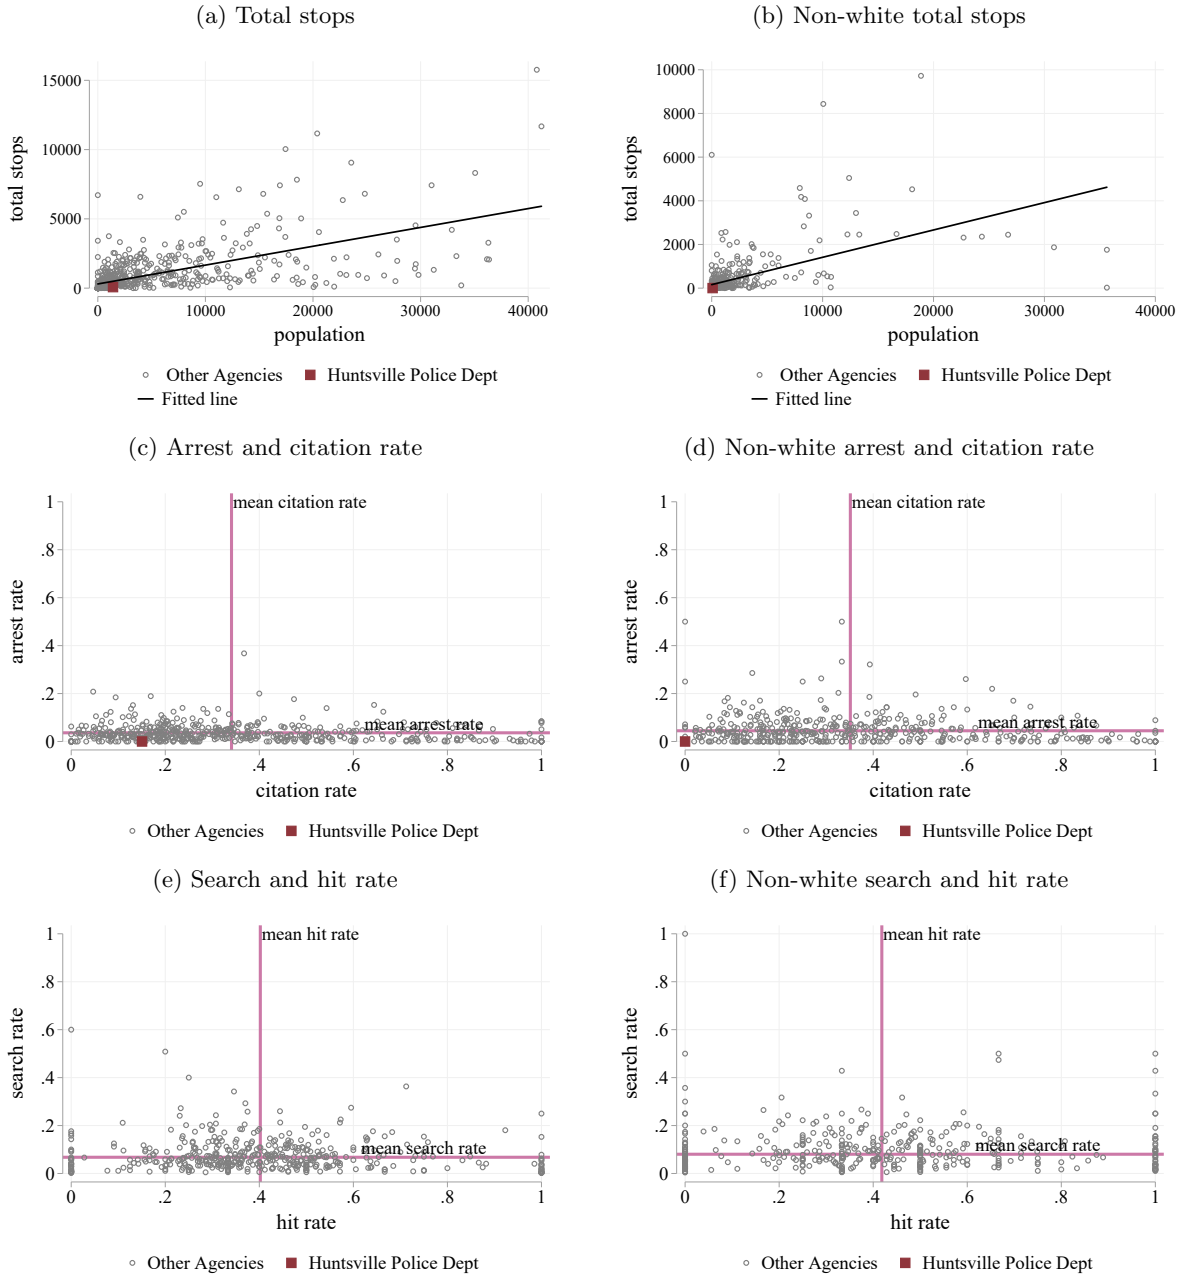 (a) Total stops
(b) Non-white total stops
total stops
15000
10000
5000
0
0 10000 20000 30000 40000
population
Other Agencies Huntsville Police Dept
Fitted line
total stops
10000
8000
6000
4000
2000
0
0 10000 20000 30000 40000
population
Other Agencies Huntsville Police Dept
Fitted line
(c) Arrest and citation rate
(d) Non-white arrest and citation rate
arrest rate
1
.8
.6
.4
.2
0
mean citation rate
mean arrest rate
0 .2 .4 .6 .8 1
citation rate
Other Agencies Huntsville Police Dept
arrest rate
1
.8
.6
.4
.2
0
mean citation rate
mean arrest rate
0 .2 .4 .6 .8 1
citation rate
Other Agencies Huntsville Police Dept
(e) Search and hit rate
(f) Non-white search and hit rate
search rate
1
.8
.6
.4
.2
0
mean hit rate
mean search rate
0 .2 .4 .6 .8 1
hit rate
Other Agencies Huntsville Police Dept
search rate
1
.8
.6
.4
.2
0
mean hit rate
mean search rate
0 .2 .4 .6 .8 1
hit rate
Other Agencies Huntsville Police Dept